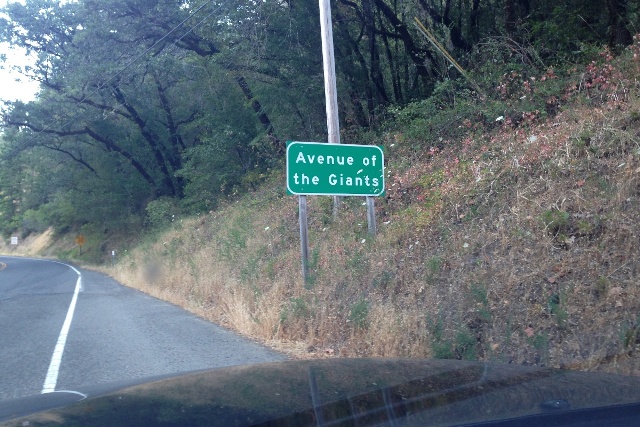 Avenue of
the Giants